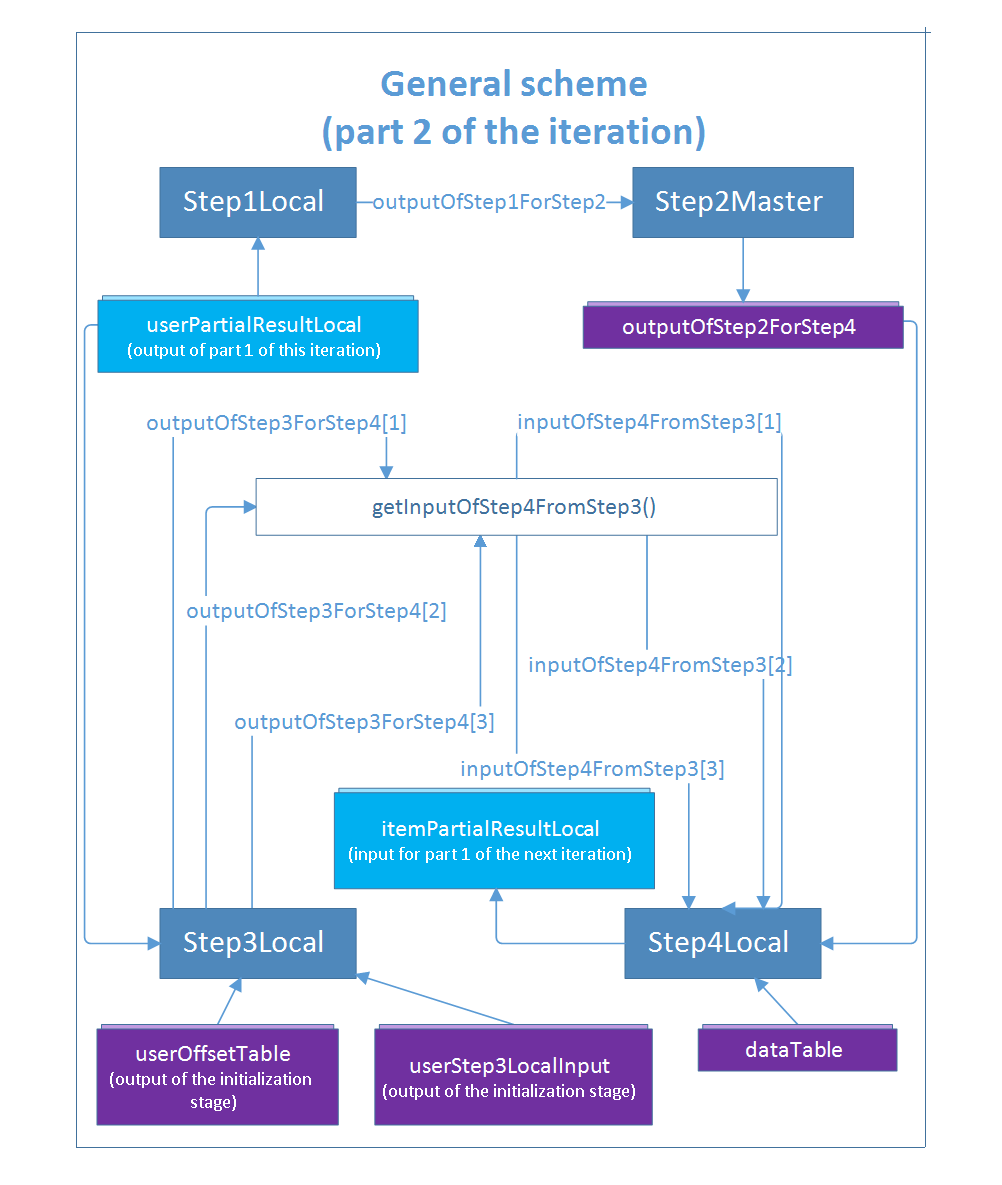 General scheme
(part 2 of the iteration)
Step1Local
outputOfStep1ForStep2
Step2Master
userPartialResultLocal
(output of part 1 of this iteration)
outputOfStep2ForStep4
outputOfStep3ForStep4[1]
inputOfStep4FromStep3[1]
getInputOfStep4FromStep3()
outputOfStep3ForStep4[2]
inputOfStep4FromStep3[2]
outputOfStep3ForStep4[3]
inputOfStep4FromStep3[3]
itemPartialResultLocal
(input for part 1 of the next iteration)
Step3Local
Step4Local
userOffsetTable
(output of the initialization
stage)
userStep3LocalInput
(output of the initialization stage)
dataTable